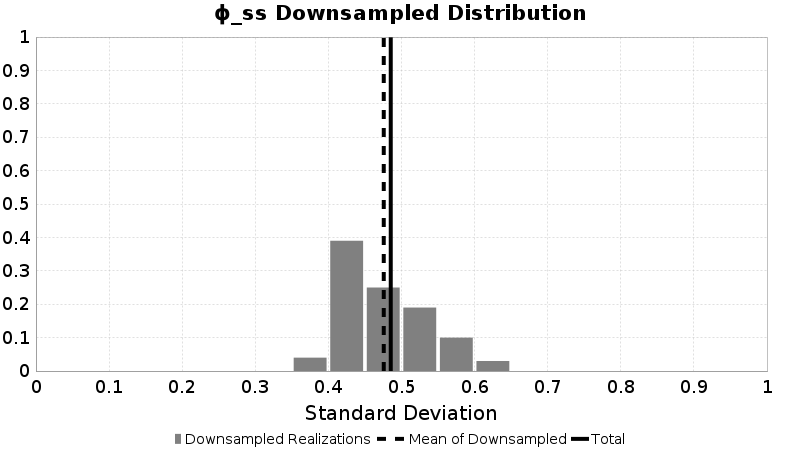 ϕ_ss Downsampled Distribution
1
0.9
0.8
0.7
0.6
0.5
0.4
0.3
0.2
0.1
0
0 0.1 0.2 0.3 0.4 0.5 0.6 0.7 0.8 0.9 1
Standard Deviation
Downsampled Realizations Mean of Downsampled Total